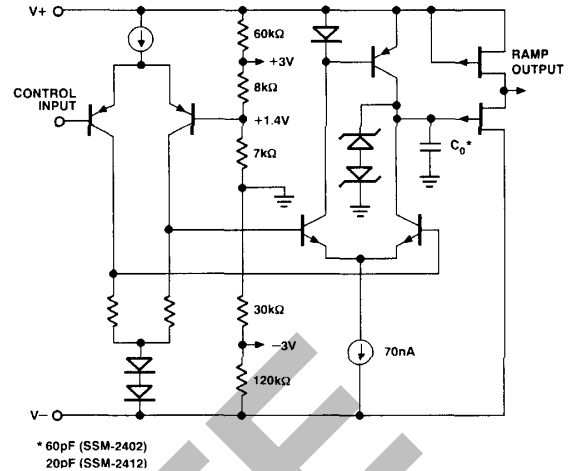 V+
60kΩ
+3V
RAMP
OUTPUT
8kΩ
CONTROL
INPUT
+1.4V
C₀*
7kΩ
30kΩ
−3V
70nA
120kΩ
V−
* 60pF (SSM-2402)
20pF (SSM-2412)